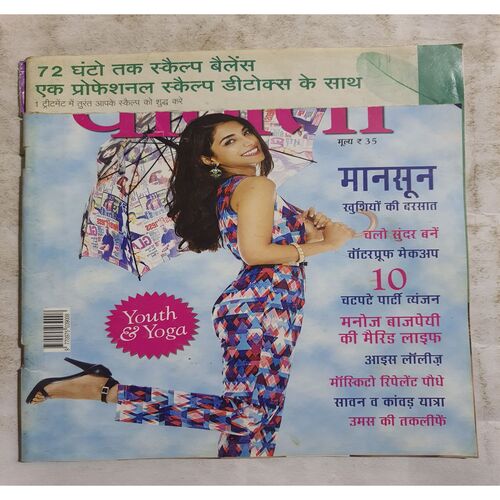 72 घंटो तक स्कैल्प बैलेंस
एक प्रोफेशनल स्कैल्प डीटोक्स के साथ
1 ट्रीटमेंट में तुरंत आपके स्कैल्प को शुद्ध करे
मूल्य ₹ 35
मानसून
खुशियों की बरसात
चलो सुंदर बनें
वॉटरप्रूफ मेकअप
10
चटपटे पार्टी व्यंजन
मनोज बाजपेयी
की मैरिड लाइफ
आइस लॉलीज़
मॉस्किटो रिपेलेंट पौधे
सावन व कांवड़ यात्रा
उमस की तकलीफें
Youth
& Yoga